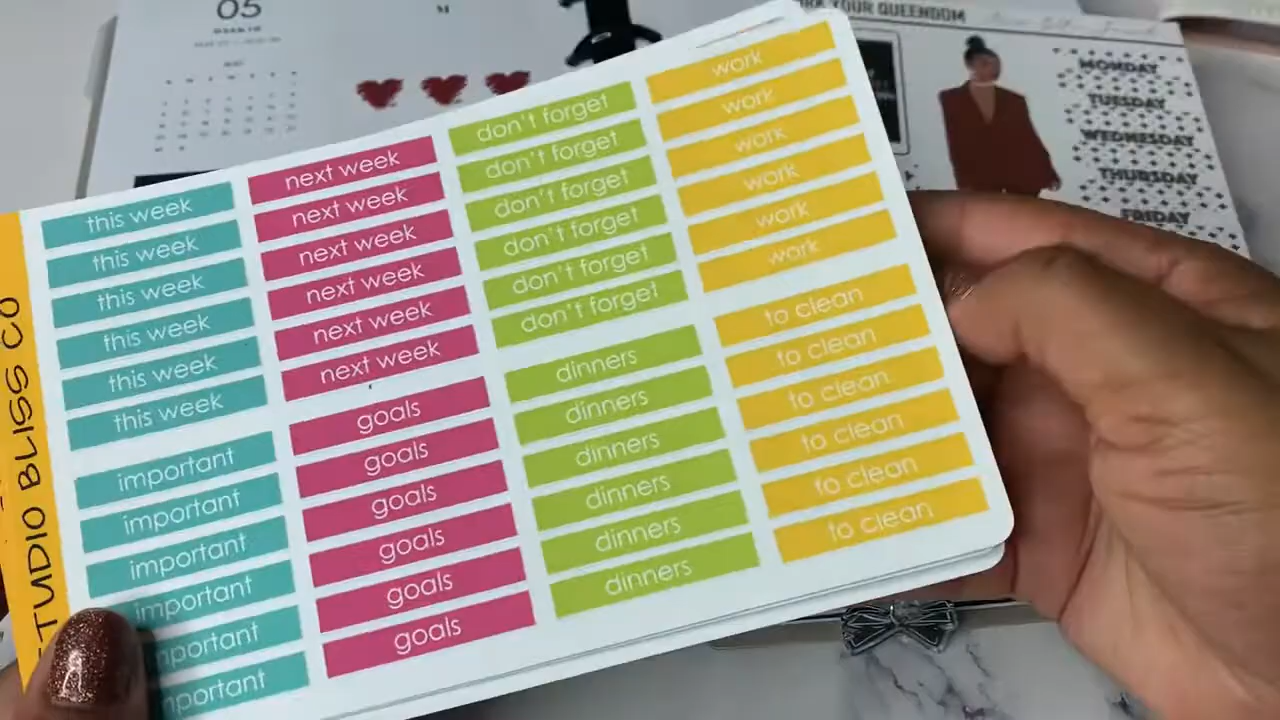 05
YOUR QUEENDOM
MONDAY
TUESDAY
WEDNESDAY
THURSDAY
FRIDAY
STUDIO BLISS CO
this week
this week
this week
this week
this week
this week
important
important
important
important
important
important
next week
next week
next week
next week
next week
next week
goals
goals
goals
goals
goals
goals
don't forget
don't forget
don't forget
don't forget
don't forget
don't forget
dinners
dinners
dinners
dinners
dinners
dinners
work
work
work
work
work
work
to clean
to clean
to clean
to clean
to clean
to clean